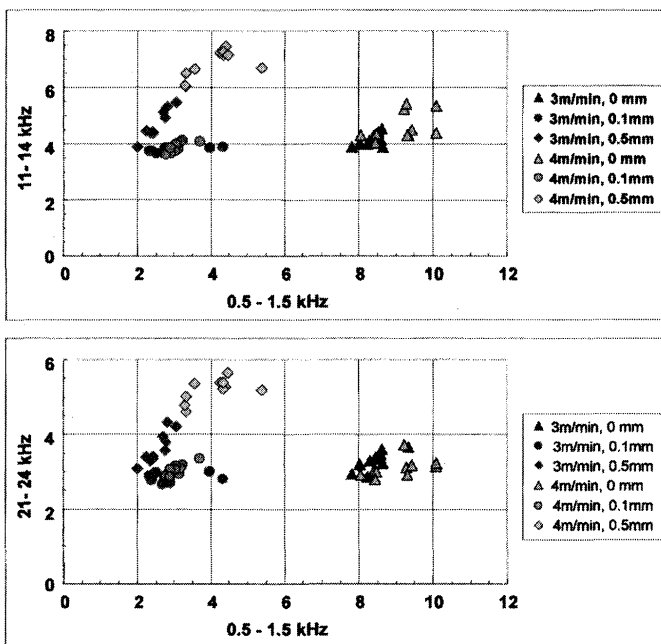 8
6
4
2
0
11- 14 kHz
0 2 4 6 8 10 12
0.5 - 1.5 kHz
3m/min, 0 mm
3m/min, 0.1mm
3m/min, 0.5mm
4m/min, 0 mm
4m/min, 0.1mm
4m/min, 0.5mm
6
4
2
0
21- 24 kHz
0 2 4 6 8 10 12
0.5 - 1.5 kHz
3m/min, 0 mm
3m/min, 0.1mm
3m/min, 0.5mm
4m/min, 0 mm
4m/min, 0.1mm
4m/min, 0.5mm